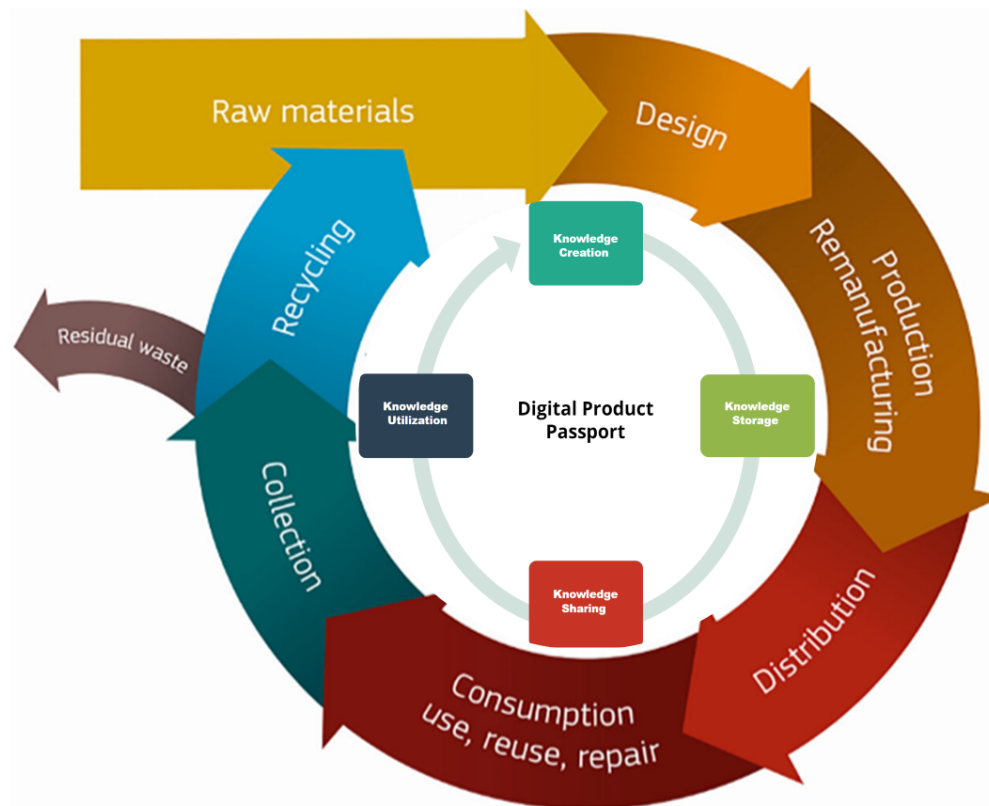 Raw materials
Design
Production
Remanufacturing
Distribution
Consumption
use, reuse, repair
Collection
Recycling
Residual waste
Knowledge
Creation
Knowledge
Storage
Knowledge
Sharing
Knowledge
Utilization
Digital Product
Passport